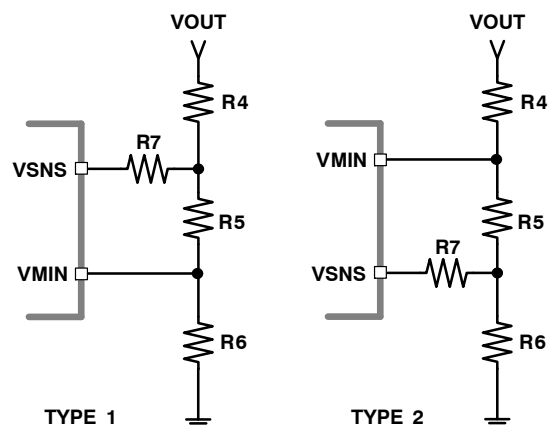 VOUT
R4
R7
VSNS
R5
VMIN
R6
TYPE 1
VOUT
R4
VMIN
R5
R7
VSNS
R6
TYPE 2